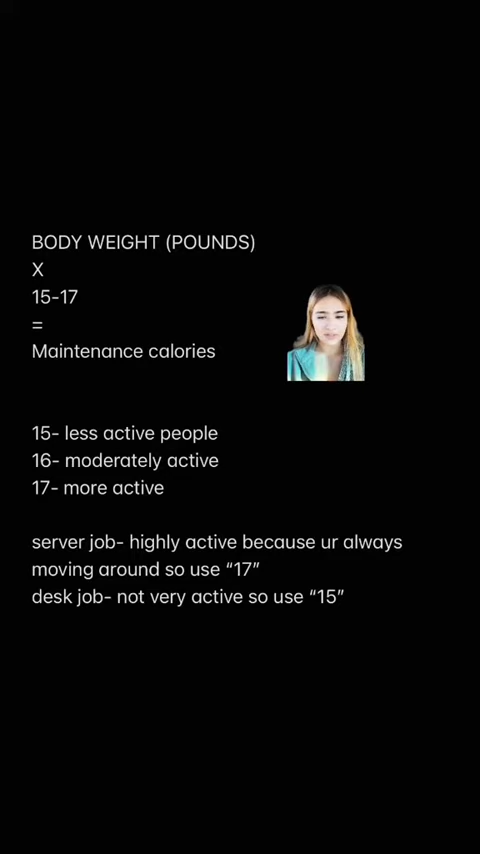 BODY WEIGHT (POUNDS)
X
15-17
=
Maintenance calories
15- less active people
16- moderately active
17- more active
server job- highly active because ur always
moving around so use “17”
desk job- not very active so use “15”